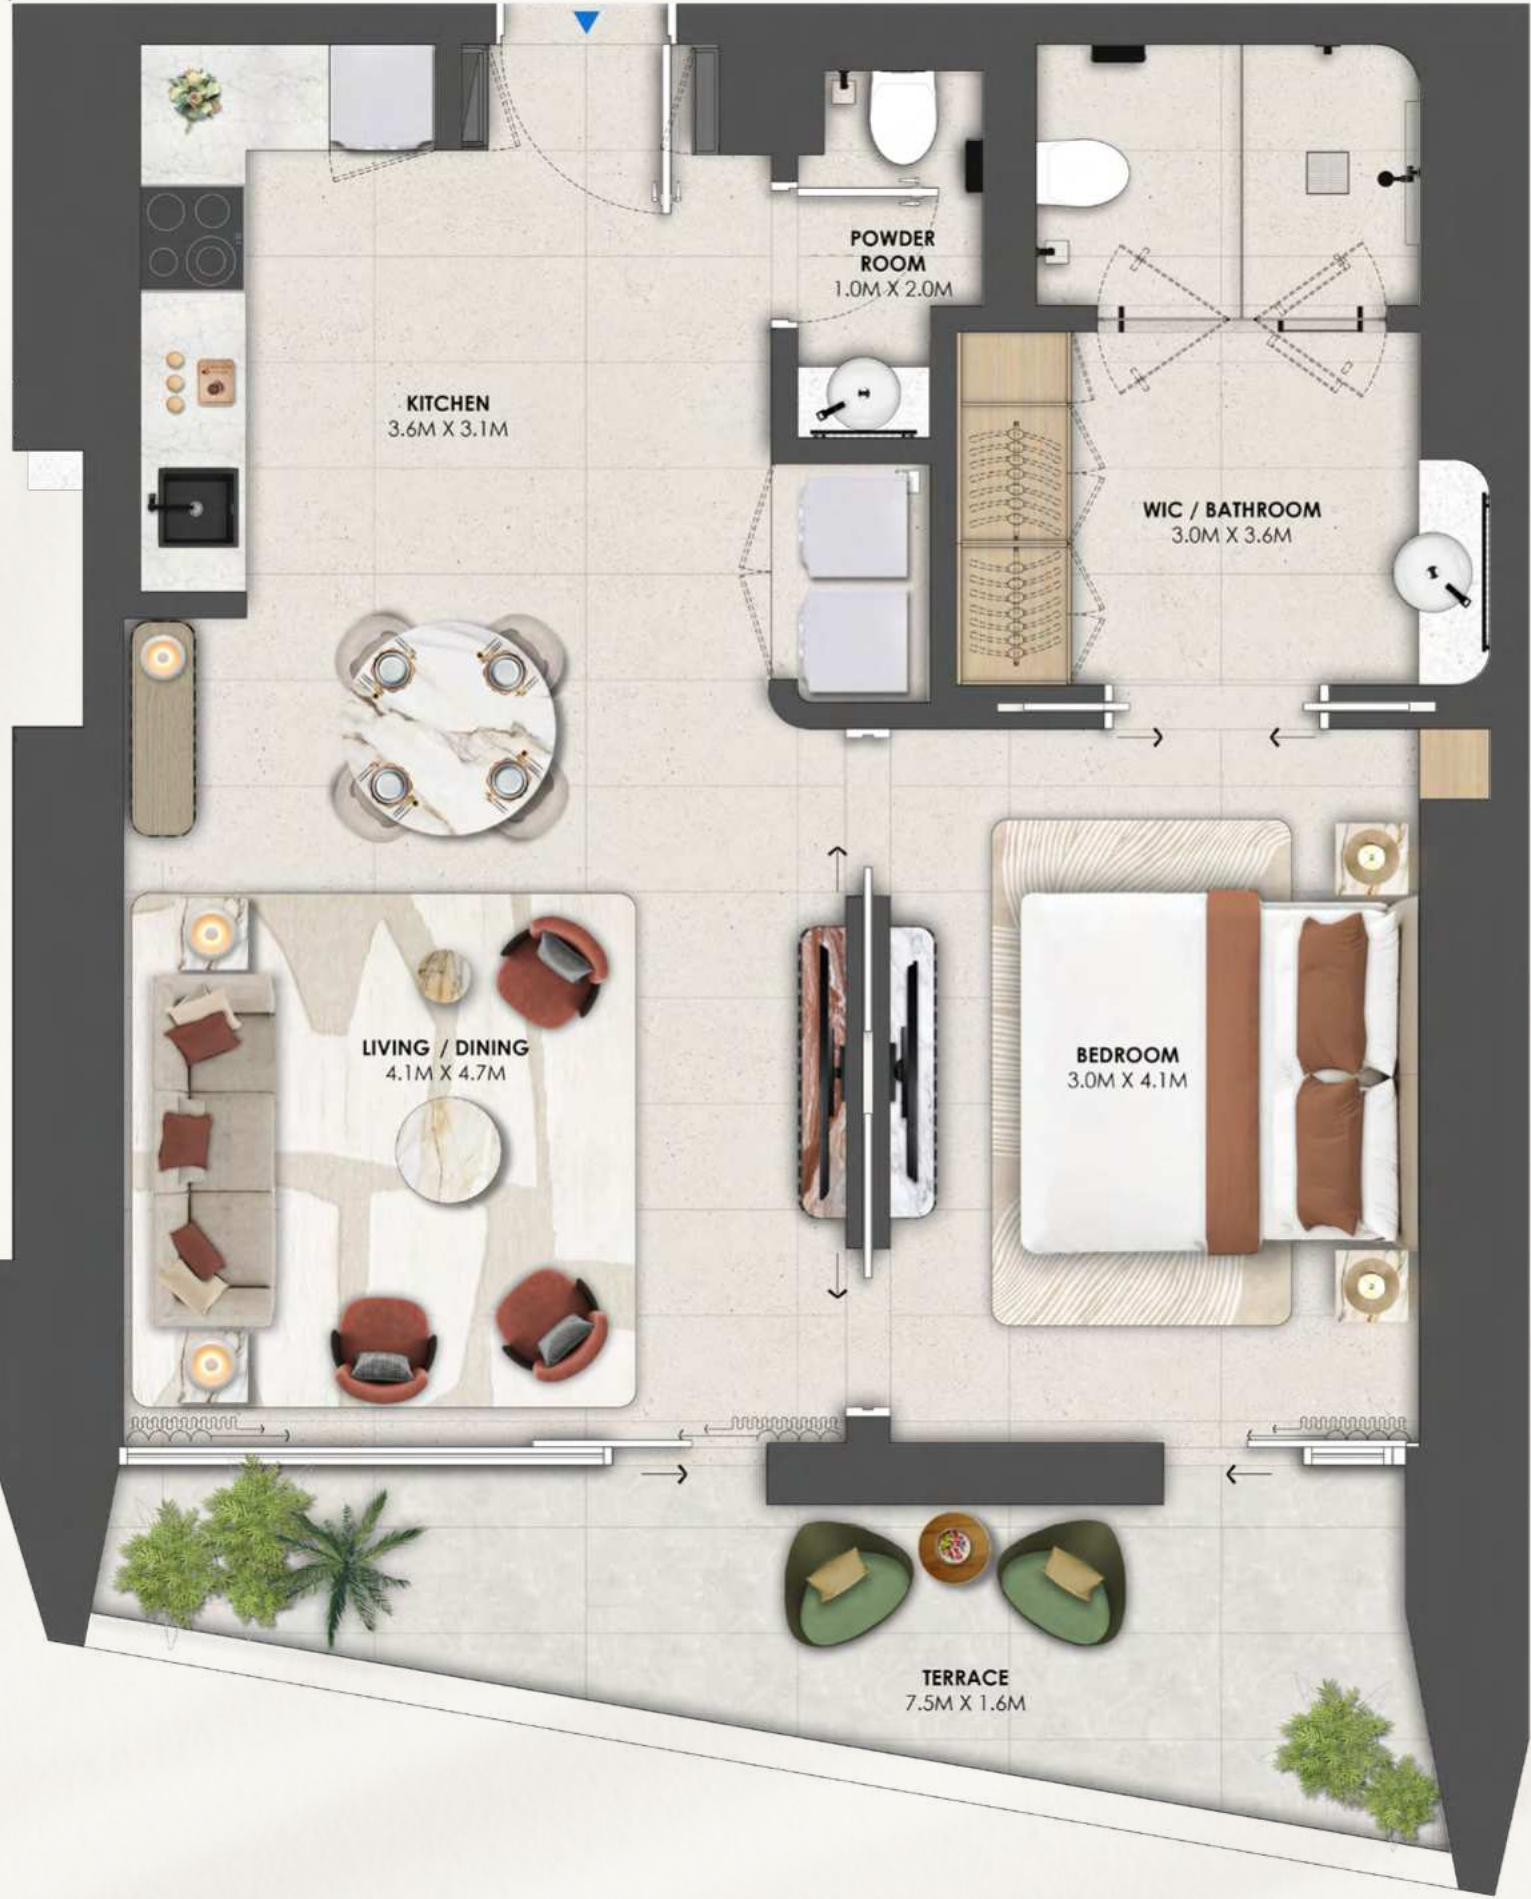 POWDER
ROOM
1.0M X 2.0M
KITCHEN
3.6M X 3.1M
WIC / BATHROOM
3.0M X 3.6M
LIVING / DINING
4.1M X 4.7M
BEDROOM
3.0M X 4.1M
TERRACE
7.5M X 1.6M